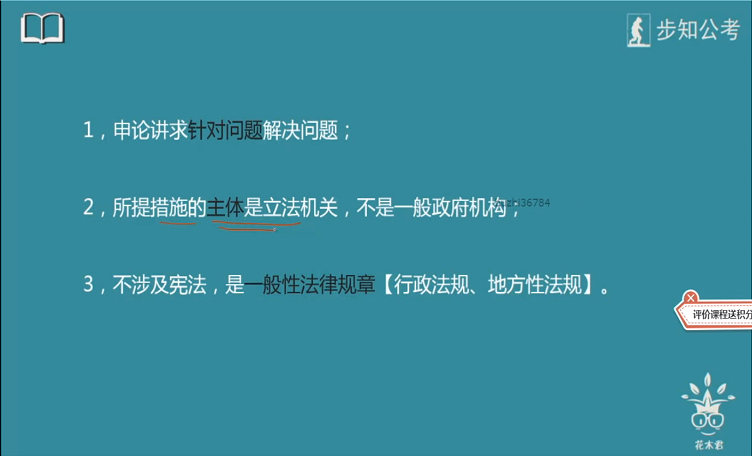 步知公考
1，申论讲求针对问题解决问题；
2，所提措施的主体是立法机关，不是一般政府机构；
zhi36784
3，不涉及宪法，是一般性法律规章【行政法规、地方性法规】。
评价课程送积分
花木君